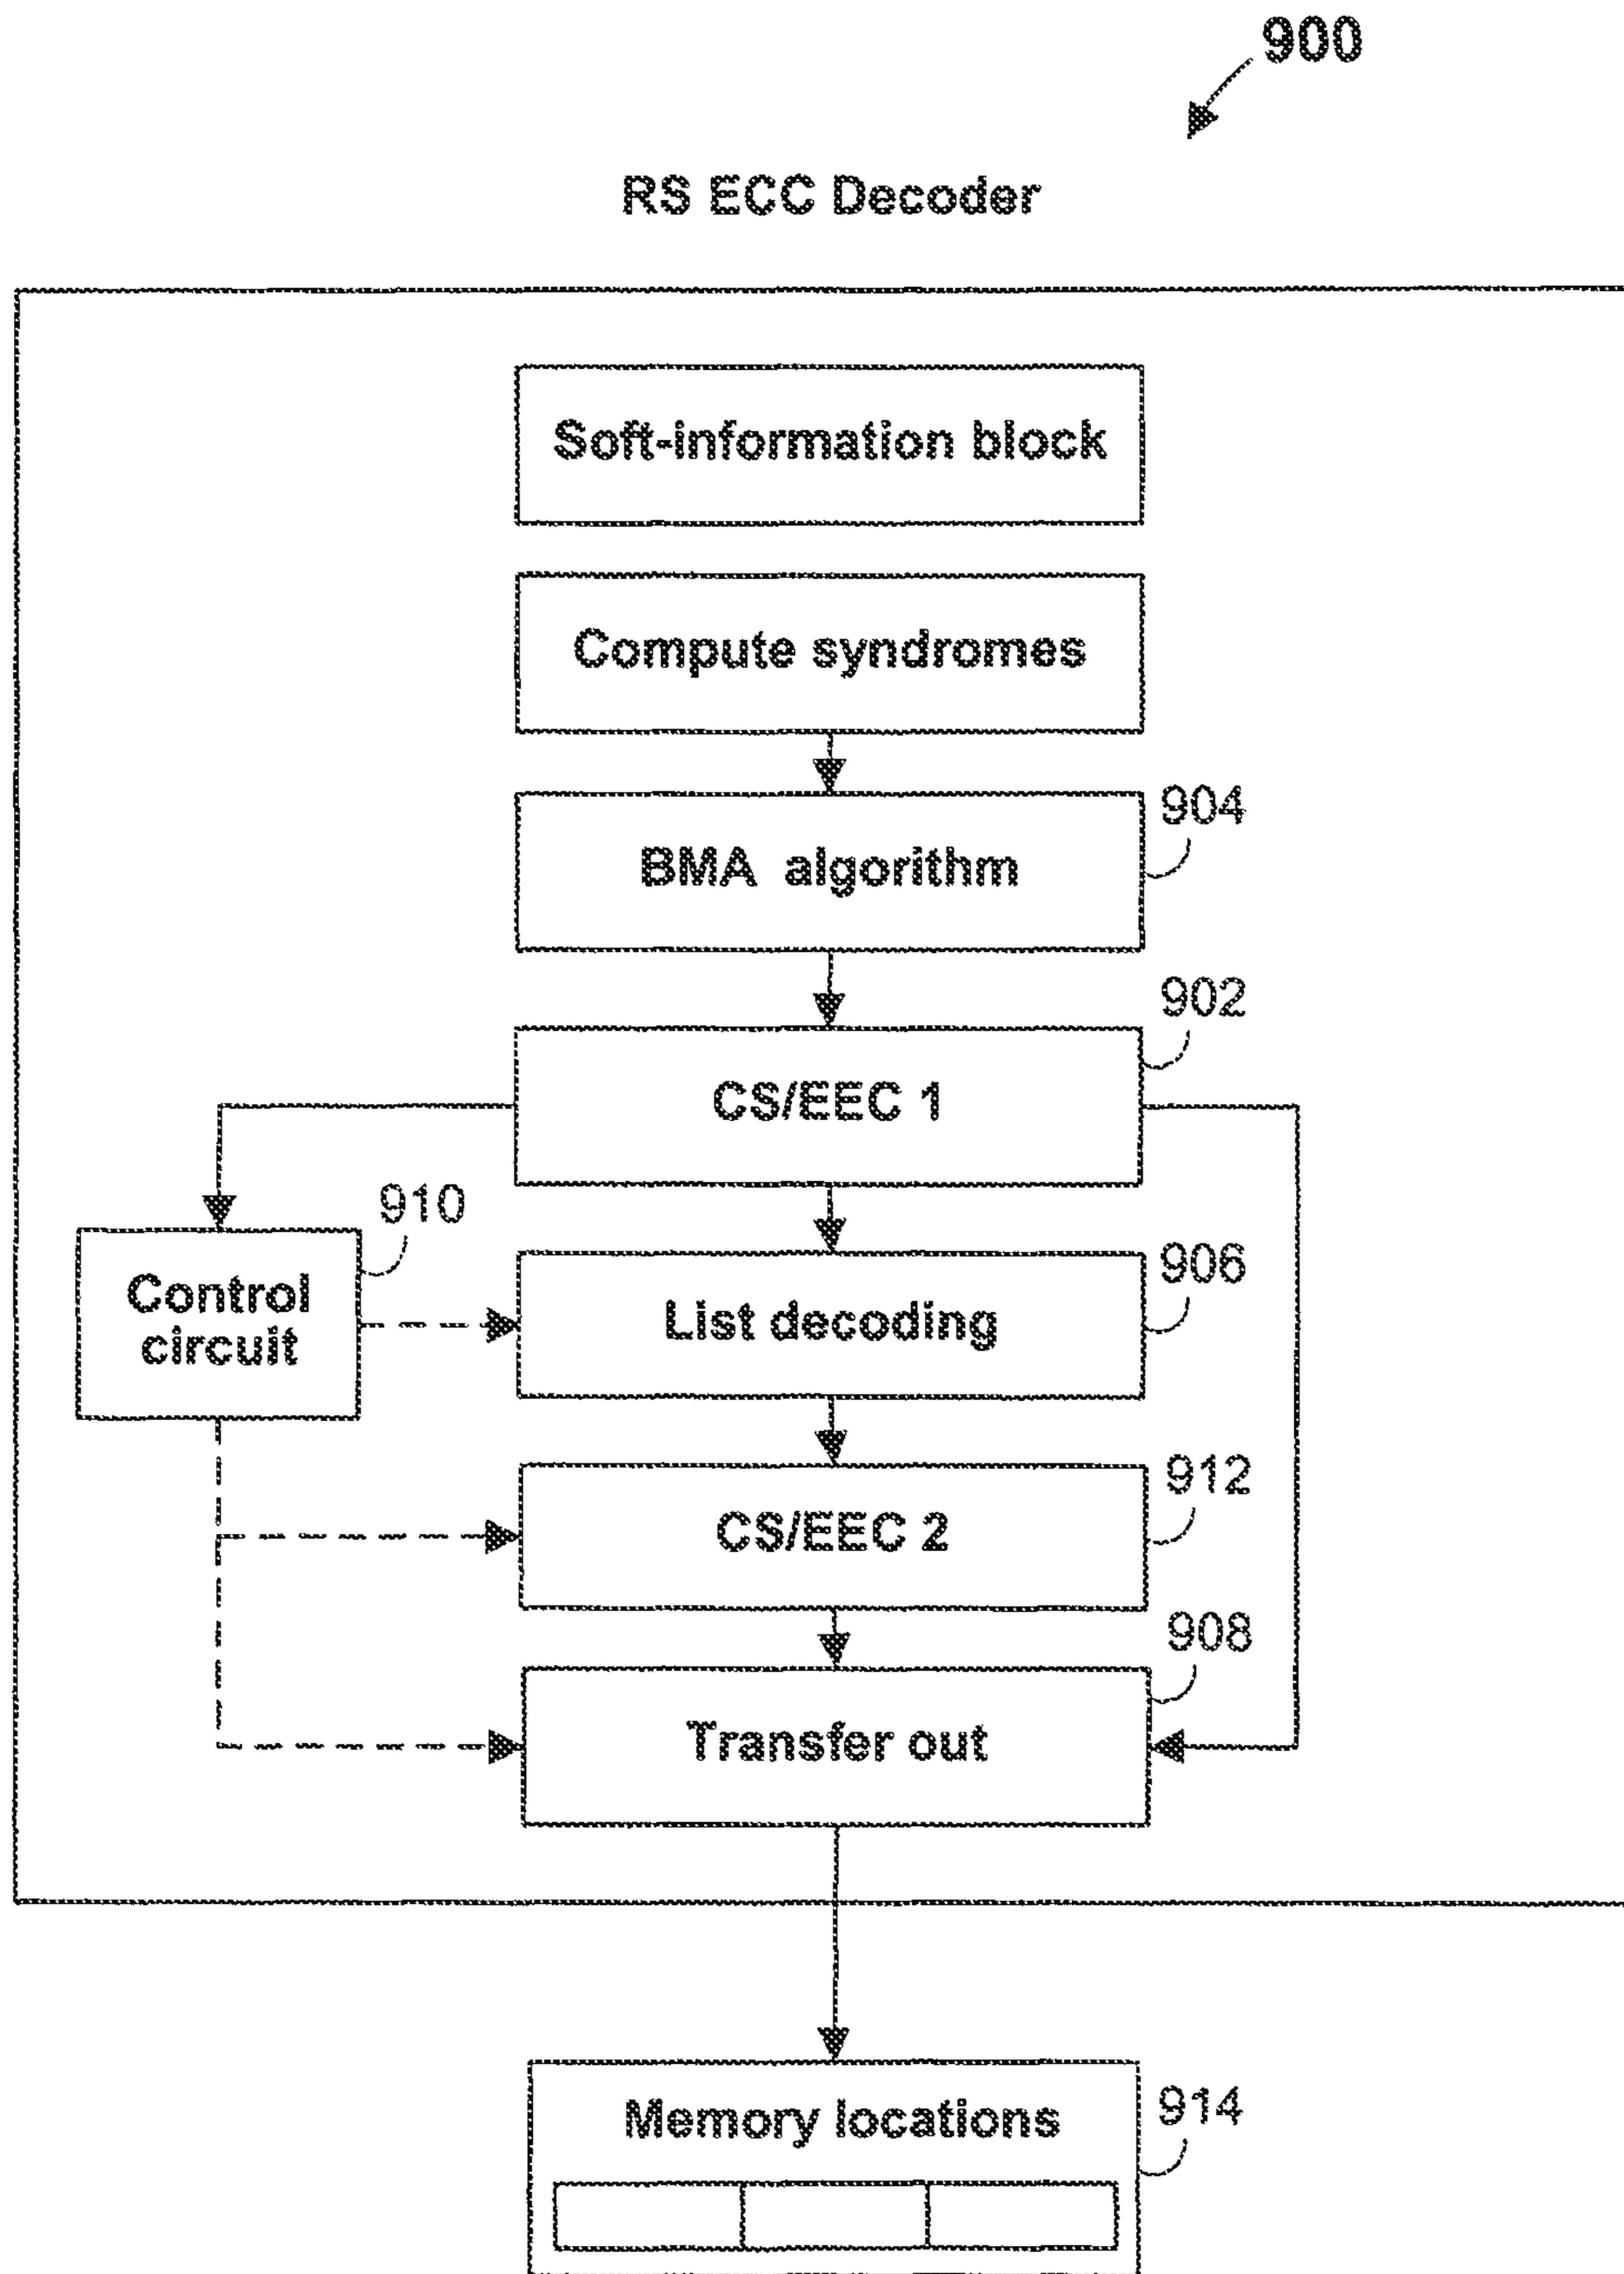 900
RS ECC Decoder
Soft-information block
Compute syndromes
904
BMA algorithm
902
CS/EEC 1
910
Control
circuit
906
List decoding
912
CS/EEC 2
908
Transfer out
914
Memory locations